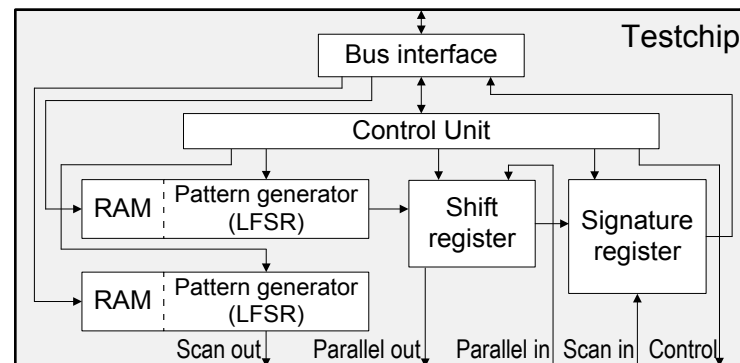 Testchip
Bus interface
Control Unit
RAM
Pattern generator
(LFSR)
Shift
register
Signature
register
RAM
Pattern generator
(LFSR)
Scan out
Parallel out
Parallel in
Scan in
Control